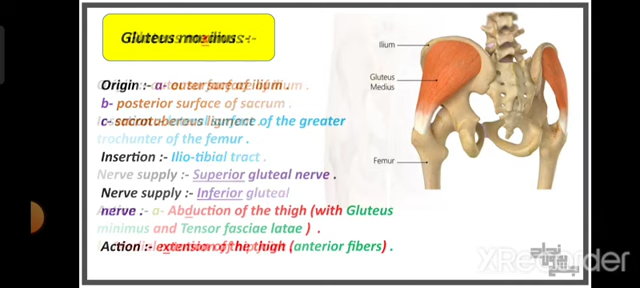 Gluteus :-
Origin :- a- outer surface of ilium .
b- posterior surface of sacrum
c- sacrotuberous surface of the greater
trochunter of the femur .
Insertion :- Ilio-tibial tract .
Nerve supply :- Superior gluteal nerve .
Nerve supply :- Inferior gluteal
nerve :- a- Abduction of the thigh (with Gluteus
minimus and Tensor fasciae latae ) .
Action :- extension of the thigh (anterior fibers) .
Ilium
Gluteus
Medius
Femur
XRecorder